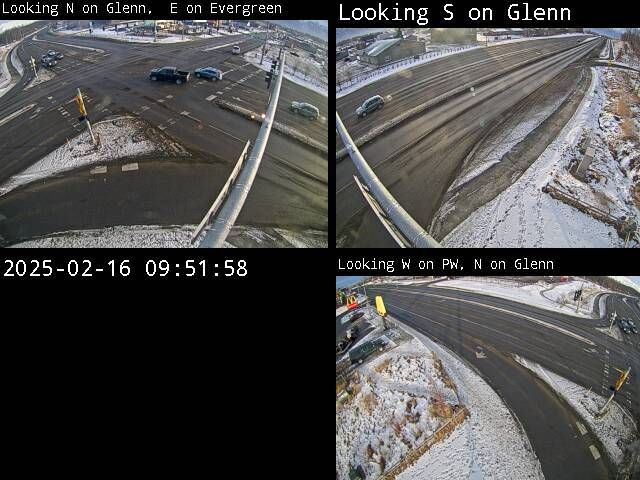 Looking N on Glenn, E on Evergreen
Looking S on Glenn
2025-02-16 09:51:58
Looking W on PW, N on Glenn